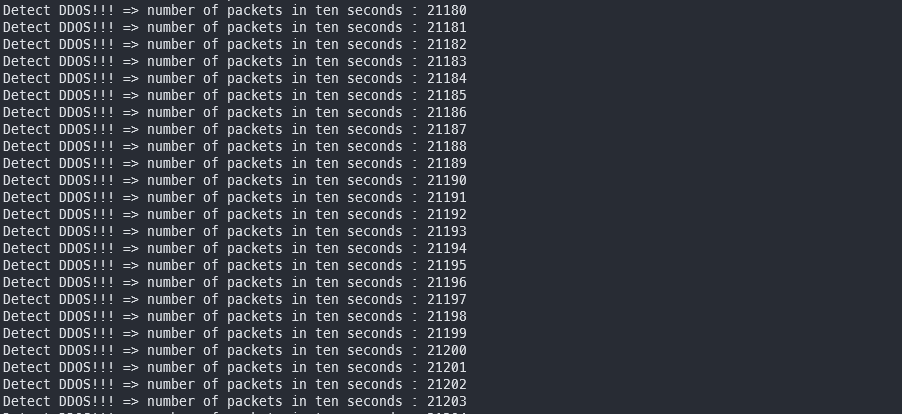 Detect DDOS!!! => number of packets in ten seconds : 21180
Detect DDOS!!! => number of packets in ten seconds : 21181
Detect DDOS!!! => number of packets in ten seconds : 21182
Detect DDOS!!! => number of packets in ten seconds : 21183
Detect DDOS!!! => number of packets in ten seconds : 21184
Detect DDOS!!! => number of packets in ten seconds : 21185
Detect DDOS!!! => number of packets in ten seconds : 21186
Detect DDOS!!! => number of packets in ten seconds : 21187
Detect DDOS!!! => number of packets in ten seconds : 21188
Detect DDOS!!! => number of packets in ten seconds : 21189
Detect DDOS!!! => number of packets in ten seconds : 21190
Detect DDOS!!! => number of packets in ten seconds : 21191
Detect DDOS!!! => number of packets in ten seconds : 21192
Detect DDOS!!! => number of packets in ten seconds : 21193
Detect DDOS!!! => number of packets in ten seconds : 21194
Detect DDOS!!! => number of packets in ten seconds : 21195
Detect DDOS!!! => number of packets in ten seconds : 21196
Detect DDOS!!! => number of packets in ten seconds : 21197
Detect DDOS!!! => number of packets in ten seconds : 21198
Detect DDOS!!! => number of packets in ten seconds : 21199
Detect DDOS!!! => number of packets in ten seconds : 21200
Detect DDOS!!! => number of packets in ten seconds : 21201
Detect DDOS!!! => number of packets in ten seconds : 21202
Detect DDOS!!! => number of packets in ten seconds : 21203